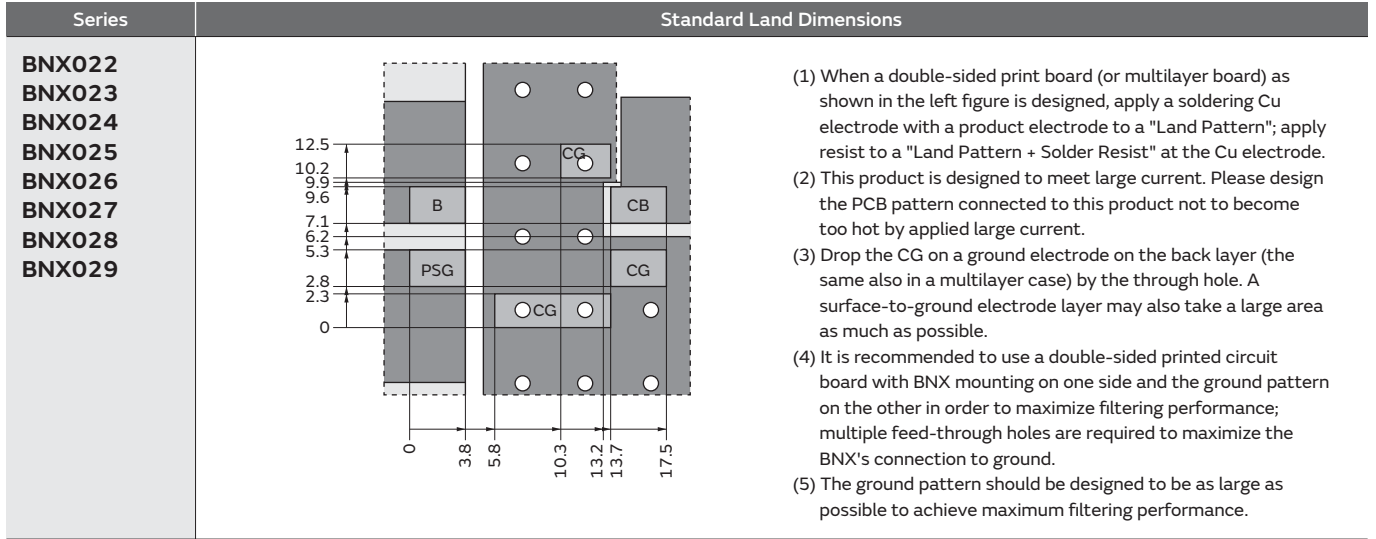 Series
Standard Land Dimensions
BNX022
BNX023
BNX024
BNX025
BNX026
BNX027
BNX028
BNX029
12.5
10.2
9.9
9.6
7.1
6.2
5.3
2.8
2.3
0
CG
B
CB
PSG
CG
CG
0
3.8
5.8
10.3
13.2
13.7
17.5
(1) When a double-sided print board (or multilayer board) as
shown in the left figure is designed, apply a soldering Cu
electrode with a product electrode to a "Land Pattern"; apply
resist to a "Land Pattern + Solder Resist" at the Cu electrode.
(2) This product is designed to meet large current. Please design
the PCB pattern connected to this product not to become
too hot by applied large current.
(3) Drop the CG on a ground electrode on the back layer (the
same also in a multilayer case) by the through hole. A
surface-to-ground electrode layer may also take a large area
as much as possible.
(4) It is recommended to use a double-sided printed circuit
board with BNX mounting on one side and the ground pattern
on the other in order to maximize filtering performance;
multiple feed-through holes are required to maximize the
BNX's connection to ground.
(5) The ground pattern should be designed to be as large as
possible to achieve maximum filtering performance.